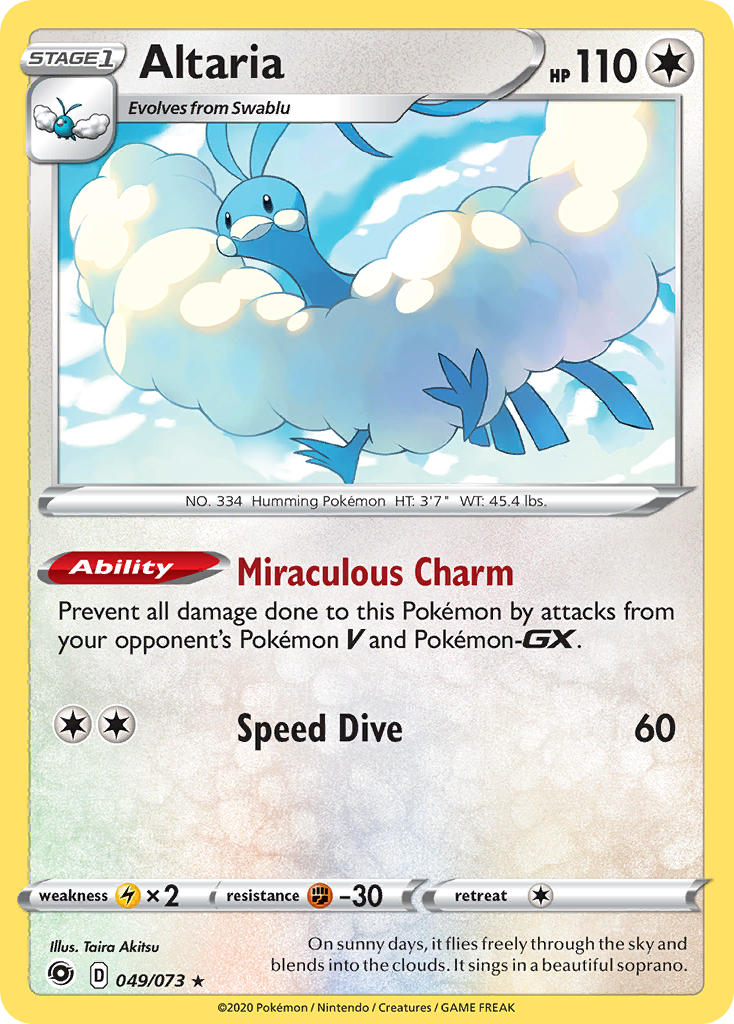 STAGE 1
Altaria
HP 110
Evolves from Swablu
NO. 334 Humming Pokémon HT: 3'7" WT: 45.4 lbs.
Ability Miraculous Charm
Prevent all damage done to this Pokémon by attacks from
your opponent's Pokémon V and Pokémon-GX.
Speed Dive 60
weakness ×2 resistance -30 retreat
Illus. Taira Akitsu
On sunny days, it flies freely through the sky and
blends into the clouds. It sings in a beautiful soprano.
D 049/073 ★
©2020 Pokémon / Nintendo / Creatures / GAME FREAK